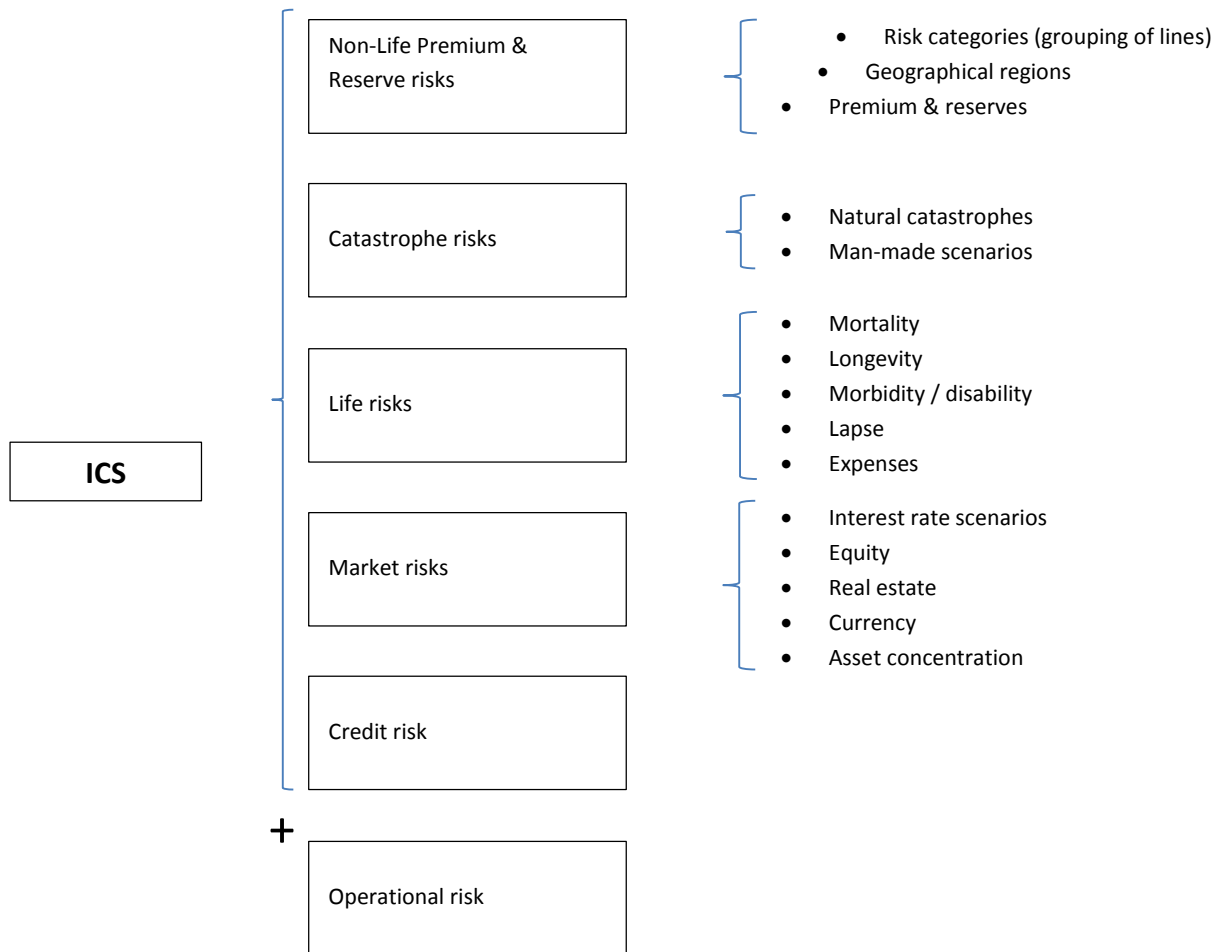 Non-Life Premium &
Reserve risks
• Risk categories (grouping of lines)
• Geographical regions
• Premium & reserves
Catastrophe risks
• Natural catastrophes
• Man-made scenarios
Life risks
• Mortality
• Longevity
• Morbidity / disability
• Lapse
• Expenses
ICS
Market risks
• Interest rate scenarios
• Equity
• Real estate
• Currency
• Asset concentration
Credit risk
+
Operational risk